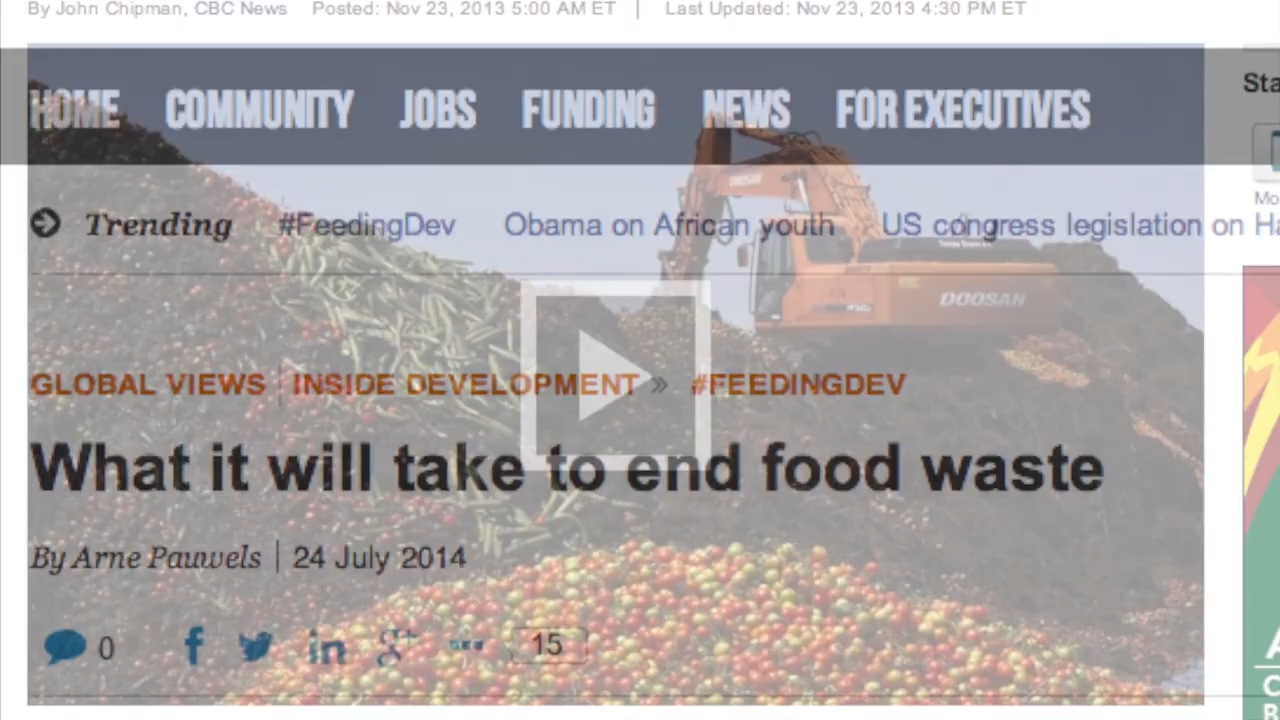 By John Chipman, CBC News Posted: Nov 23, 2013 5:00 AM ET | Last Updated: Nov 23, 2013 4:30 PM ET
Sta
HOME COMMUNITY JOBS FUNDING NEWS FOR EXECUTIVES
Mo
Trending #FeedingDev Obama on African youth US congress legislation on Ha
DOOSAN
GLOBAL VIEWS | INSIDE DEVELOPMENT » #FEEDINGDEV
What it will take to end food waste
By Arne Pauwels | 24 July 2014
0 f in g+ 15
A
C
B